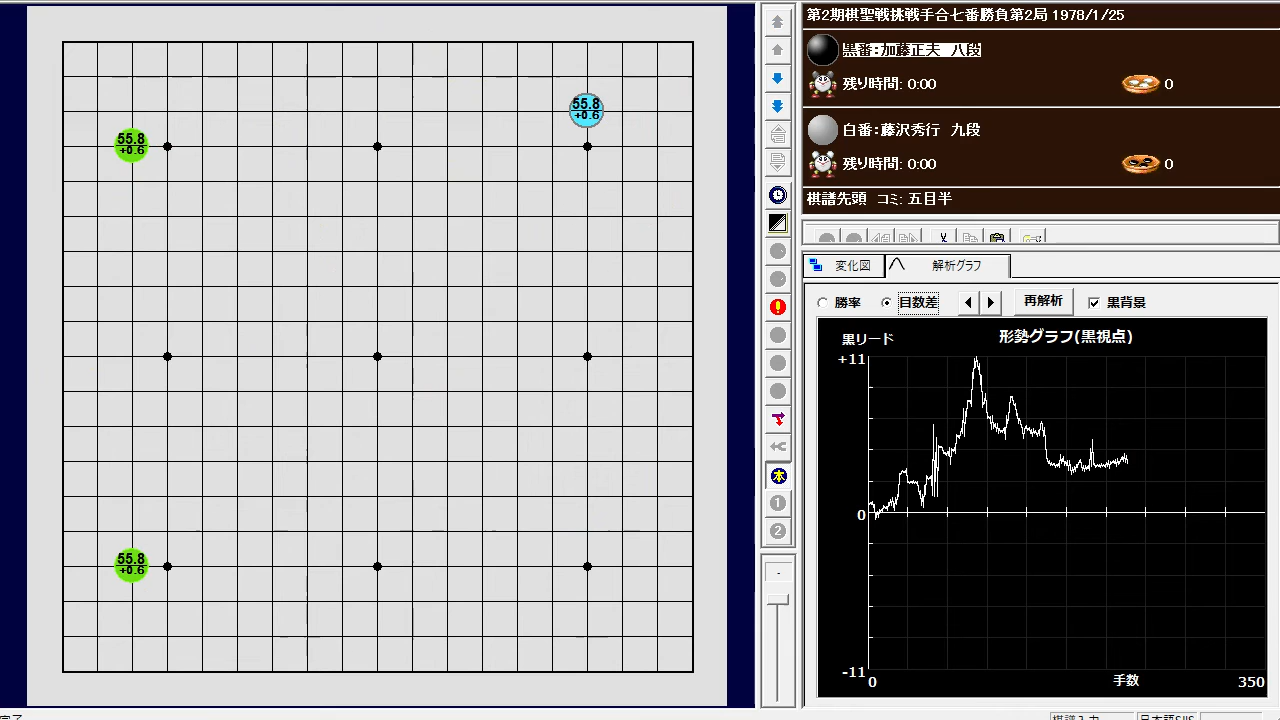 第2期棋聖戦挑戦手合七番勝負第2局 1978/1/25
黒番：加藤正夫 八段
残り時間: 0:00
0
白番：藤沢秀行 九段
残り時間: 0:00
0
棋譜先頭 コミ: 五目半
55.8
+0.6
55.8
+0.6
55.8
+0.6
1
2
-
変化図
解析グラフ
勝率
目数差
再解析
黒背景
形勢グラフ(黒視点)
黒リード
+11
0
-11
0
手数
350